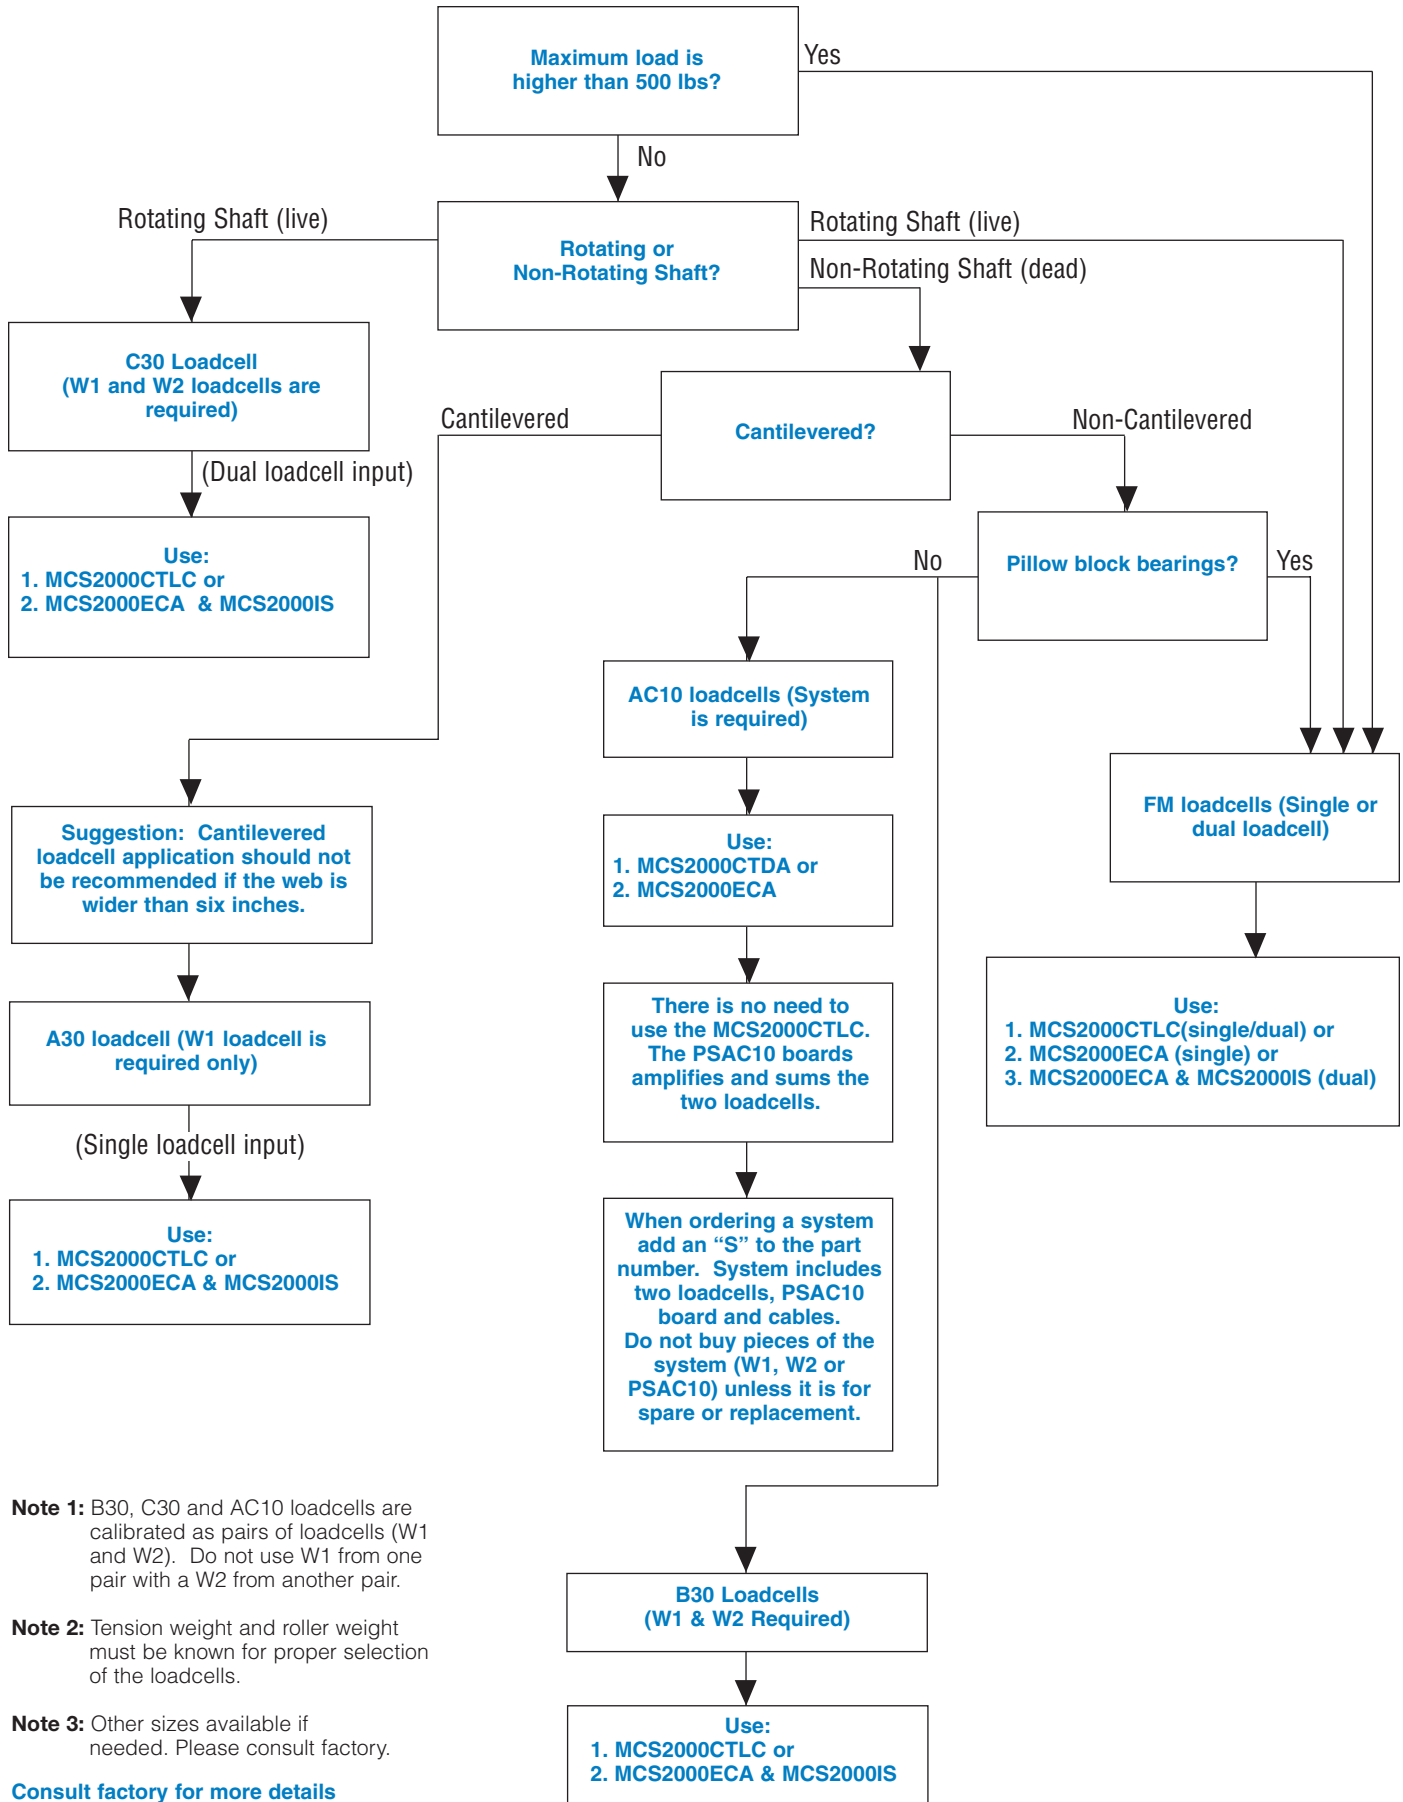 Maximum load is
higher than 500 lbs?
Yes
No
Rotating Shaft (live)
Rotating or
Non-Rotating Shaft?
Rotating Shaft (live)
Non-Rotating Shaft (dead)
C30 Loadcell
(W1 and W2 loadcells are
required)
Cantilevered
Cantilevered?
Non-Cantilevered
(Dual loadcell input)
Use:
1. MCS2000CTLC or
2. MCS2000ECA & MCS2000IS
No
Pillow block bearings?
Yes
AC10 loadcells (System
is required)
FM loadcells (Single or
dual loadcell)
Suggestion: Cantilevered
loadcell application should not
be recommended if the web is
wider than six inches.
Use:
1. MCS2000CTDA or
2. MCS2000ECA
There is no need to
use the MCS2000CTLC.
The PSAC10 boards
amplifies and sums the
two loadcells.
Use:
1. MCS2000CTLC(single/dual) or
2. MCS2000ECA (single) or
3. MCS2000ECA & MCS2000IS (dual)
A30 loadcell (W1 loadcell is
required only)
(Single loadcell input)
Use:
1. MCS2000CTLC or
2. MCS2000ECA & MCS2000IS
When ordering a system
add an “S” to the part
number. System includes
two loadcells, PSAC10
board and cables.
Do not buy pieces of the
system (W1, W2 or
PSAC10) unless it is for
spare or replacement.
Note 1: B30, C30 and AC10 loadcells are
calibrated as pairs of loadcells (W1
and W2). Do not use W1 from one
pair with a W2 from another pair.
Note 2: Tension weight and roller weight
must be known for proper selection
of the loadcells.
Note 3: Other sizes available if
needed. Please consult factory.
Consult factory for more details
B30 Loadcells
(W1 & W2 Required)
Use:
1. MCS2000CTLC or
2. MCS2000ECA & MCS2000IS